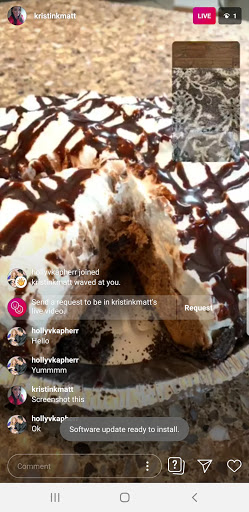 kristinkmatt
LIVE
1
hollyvkapherr joined
kristinkmatt waved at you.
Send a request to be in kristinkmatt's
live video.
Request
hollyvkapherr
Hello
hollyvkapherr
Yummmm
kristinkmatt
Screenshot this
hollyvkaph
Ok
Software update ready to install.
Comment
?